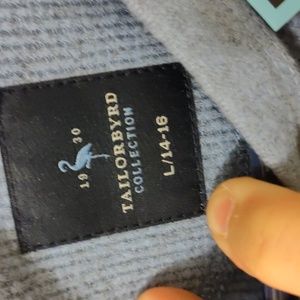 19 30
TAILORBYRD
COLLECTION
L/14-16